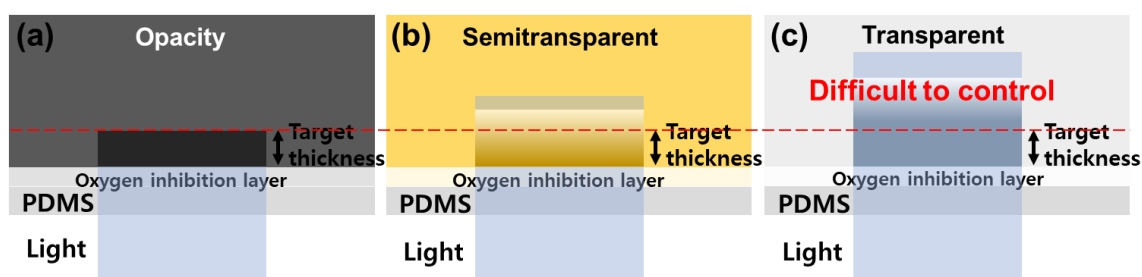 (a)
Opacity
Target
thickness
Oxygen inhibition layer
PDMS
Light
(b)
Semitransparent
Target
thickness
Oxygen inhibition layer
PDMS
Light
(c)
Transparent
Difficult to control
Target
thickness
Oxygen inhibition layer
PDMS
Light